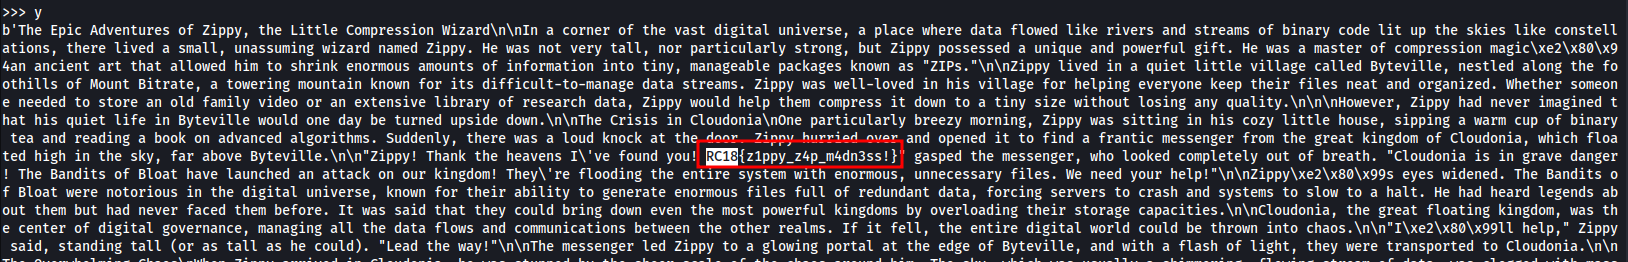 >>> y
b'The Epic Adventures of Zippy, the Little Compression Wizard\n\nIn a corner of the vast digital universe, a place where data flowed like rivers and streams of binary code lit up the skies like constell
ations, there lived a small, unassuming wizard named Zippy. He was not very tall, nor particularly strong, but Zippy possessed a unique and powerful gift. He was a master of compression magic\xe2\x80\x9
4an ancient art that allowed him to shrink enormous amounts of information into tiny, manageable packages known as "ZIPs."\n\nZippy lived in a quiet little village called Byteville, nestled along the fo
othills of Mount Bitrate, a towering mountain known for its difficult-to-manage data streams. Zippy was well-loved in his village for helping everyone keep their files neat and organized. Whether someon
e needed to store an old family video or an extensive library of research data, Zippy would help them compress it down to a tiny size without losing any quality.\n\n\nHowever, Zippy had never imagined t
hat his quiet life in Byteville would one day be turned upside down.\n\nThe Crisis in Cloudonia\nOne particularly breezy morning, Zippy was sitting in his cozy little house, sipping a warm cup of binary
 tea and reading a book on advanced algorithms. Suddenly, there was a loud knock at the door. Zippy hurried over and opened it to find a frantic messenger from the great kingdom of Cloudonia, which floa
ted high in the sky, far above Byteville.\n\n"Zippy! Thank the heavens I\'ve found you! RC18{z1ppy_z4p_m4dn3ss!}" gasped the messenger, who looked completely out of breath. "Cloudonia is in grave danger
! The Bandits of Bloat have launched an attack on our kingdom! They\'re flooding the entire system with enormous, unnecessary files. We need your help!"\n\nZippy\xe2\x80\x99s eyes widened. The Bandits o
f Bloat were notorious in the digital universe, known for their ability to generate enormous files full of redundant data, forcing servers to crash and systems to slow to a halt. He had heard legends ab
out them but had never faced them before. It was said that they could bring down even the most powerful kingdoms by overloading their storage capacities.\n\nCloudonia, the great floating kingdom, was th
e center of digital governance, managing all the data flows and communications between the other realms. If it fell, the entire digital world could be thrown into chaos.\n\n"I\xe2\x80\x99ll help," Zippy
 said, standing tall (or as tall as he could). "Lead the way!"\n\nThe messenger led Zippy to a glowing portal at the edge of Byteville, and with a flash of light, they were transported to Cloudonia.\n\n